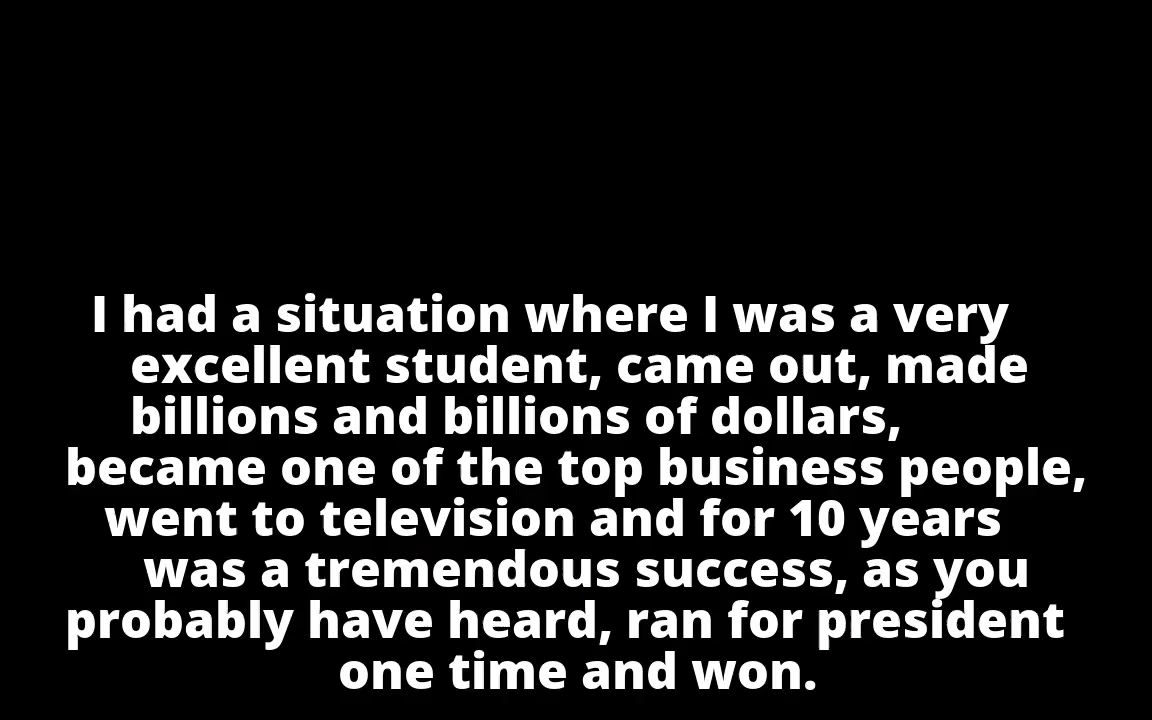 I had a situation where I was a very
excellent student, came out, made
billions and billions of dollars,
became one of the top business people,
went to television and for 10 years
was a tremendous success, as you
probably have heard, ran for president
one time and won.